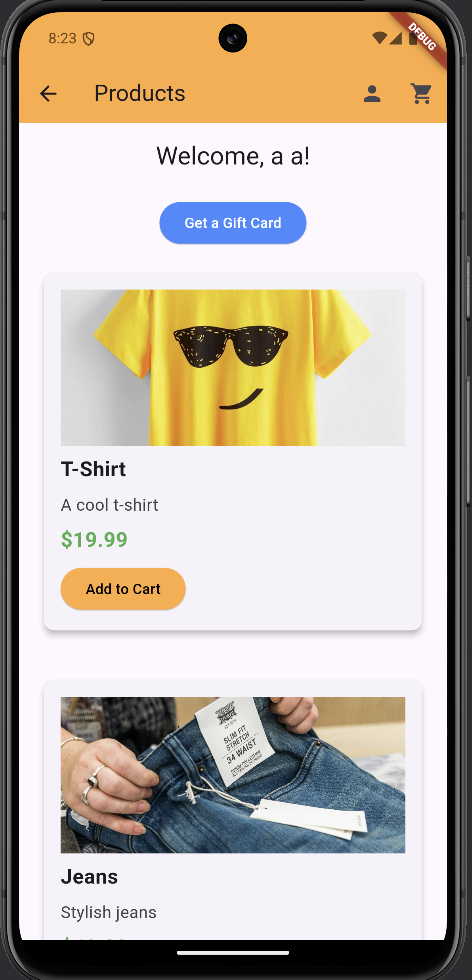 8:23
DEBUG
Products
Welcome, a a!
Get a Gift Card
T-Shirt
A cool t-shirt
$19.99
Add to Cart
SLIM FIT
STRETCH
34 WAIST
Jeans
Stylish jeans